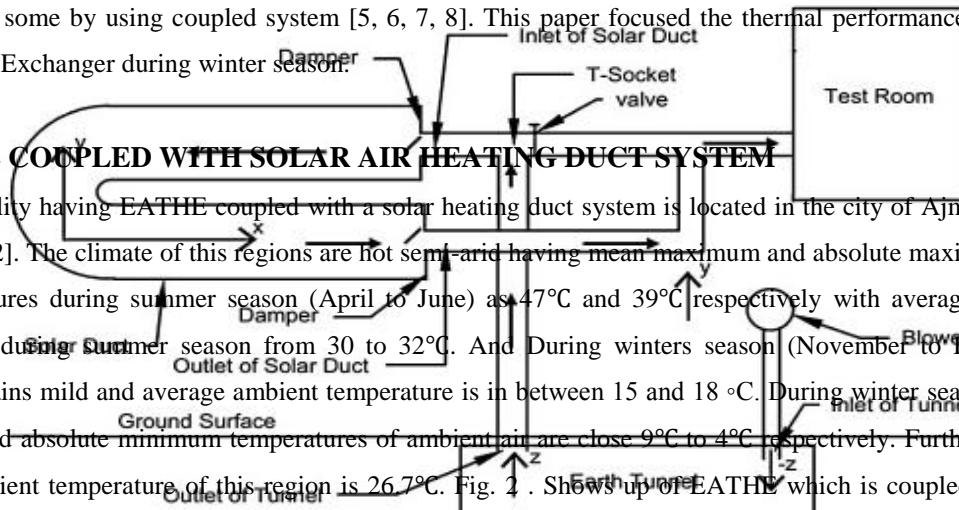 some by using coupled system [5, 6, 7, 8]. This paper focused the thermal performance
Inlet of Solar Duct
Exchanger during winter season.
Damper
T-Socket
valve
Test Room
COUPLED WITH SOLAR AIR HEATING DUCT SYSTEM
y
lity having EATHE coupled with a solar heating duct system is located in the city of Ajm
x
2]. The climate of this regions are hot semi-arid having mean maximum and absolute maxi
y
ures during summer season (April to June) as 47℃ and 39℃ respectively with averag
Damper
during summer season from 30 to 32℃. And During winters season (November to
Solar Duct
Blowe
Outlet of Solar Duct
ains mild and average ambient temperature is in between 15 and 18 ∘C. During winter sea
Inlet of Tunne
Ground Surface
d absolute minimum temperatures of ambient air are close 9℃ to 4℃ respectively. Furth
z
-z
ient temperature of this region is 26.7℃. Fig. 2 . Shows up of EATHE which is coupled
Outlet of Tunnel
Earth Tunnel